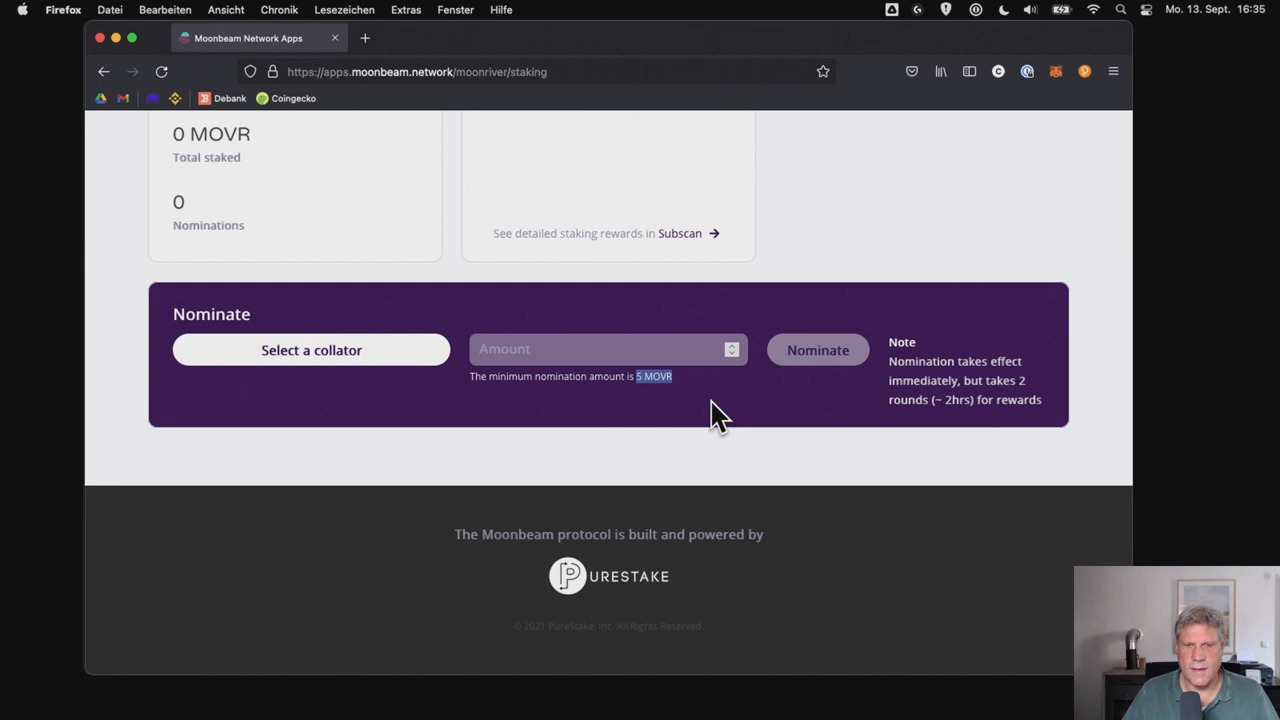 Firefox Datei Bearbeiten Ansicht Chronik Lesezeichen Extras Fenster Hilfe Mo. 13. Sept. 16:35
Moonbeam Network Apps
https://apps.moonbeam.network/moonriver/staking
Debank Coingecko
0 MOVR
Total staked
0
Nominations
See detailed staking rewards in Subscan →
Nominate
Select a collator
Amount
Nominate
The minimum nomination amount is 5 MOVR
Note
Nomination takes effect
immediately, but takes 2
rounds (~ 2hrs) for rewards
The Moonbeam protocol is built and powered by
PURESTAKE
© 2021 PureStake, Inc. All Rights Reserved.